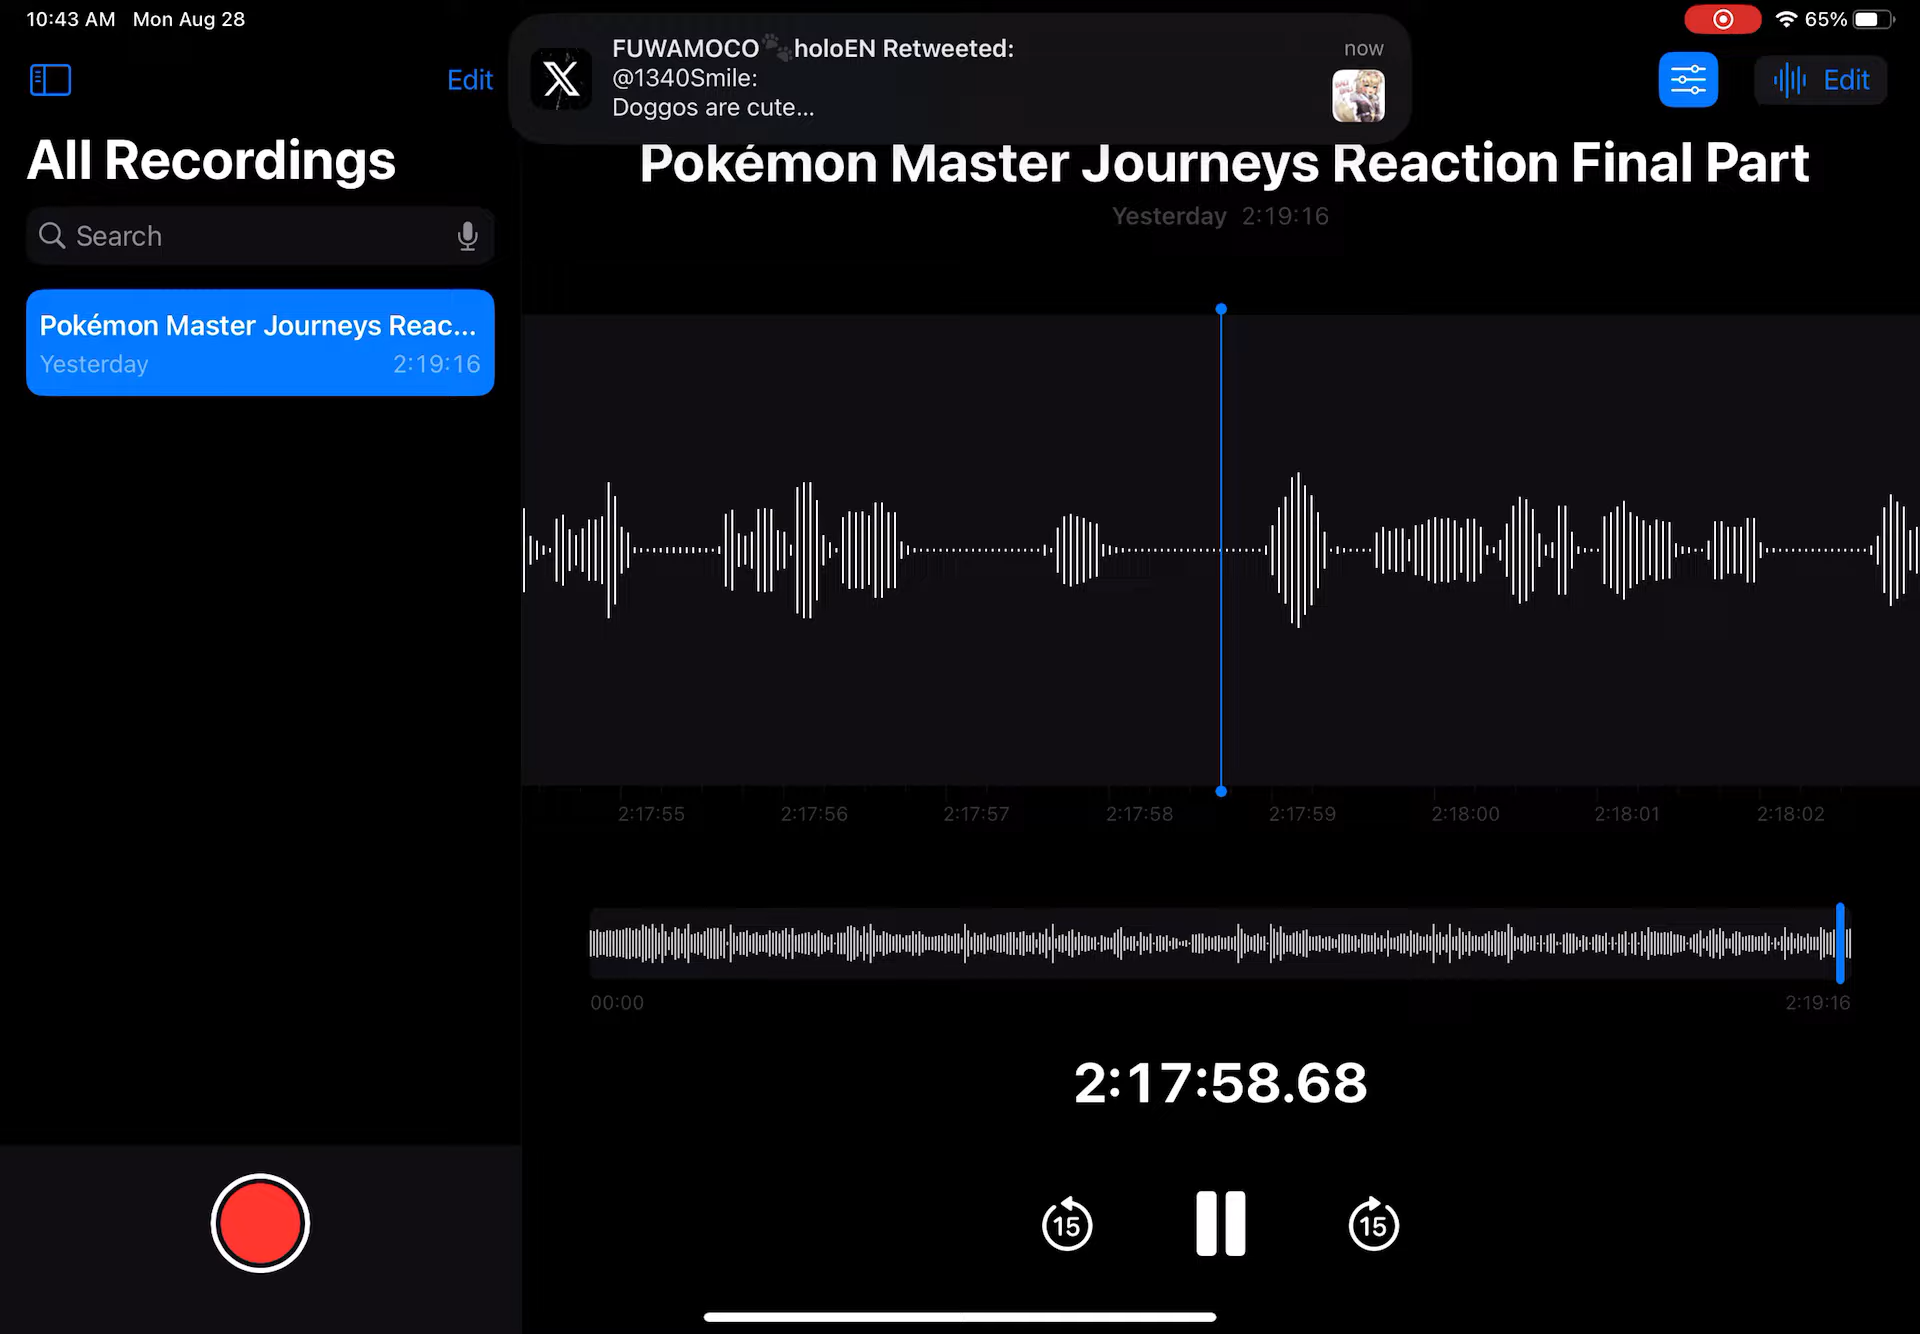 10:43 AM Mon Aug 28
65%
Edit
FUWAMOCO🐾holoEN Retweeted:
now
@1340Smile:
Doggos are cute...
Edit
All Recordings
Search
Pokémon Master Journeys Reac...
Yesterday 2:19:16
Pokémon Master Journeys Reaction Final Part
Yesterday 2:19:16
2:17:55 2:17:56 2:17:57 2:17:58 2:17:59 2:18:00 2:18:01 2:18:02
00:00 2:19:16
2:17:58.68
15 15